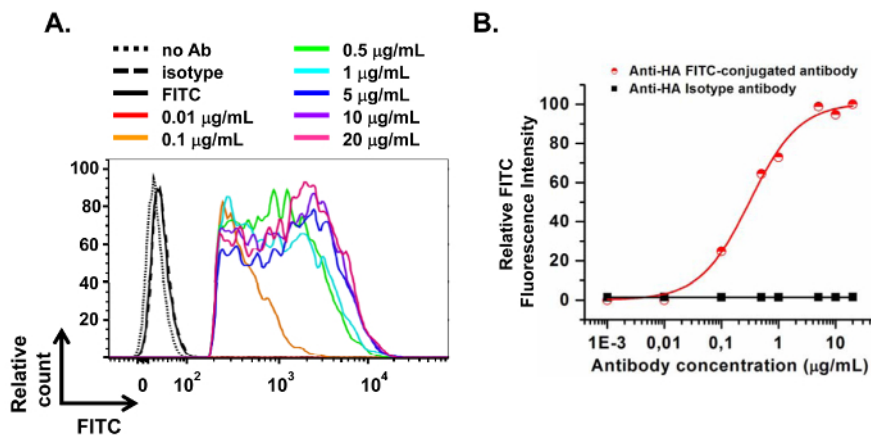 A.
no Ab
isotype
FITC
0.01 μg/mL
0.1 μg/mL
0.5 μg/mL
1 μg/mL
5 μg/mL
10 μg/mL
20 μg/mL
100
80
60
40
20
0 10² 10³ 10⁴
Relative
count
FITC
B.
Anti-HA FITC-conjugated antibody
Anti-HA Isotype antibody
Relative FITC
Fluorescence Intensity
100
80
60
40
20
0
1E-3 0,01 0,1 1 10
Antibody concentration (μg/mL)